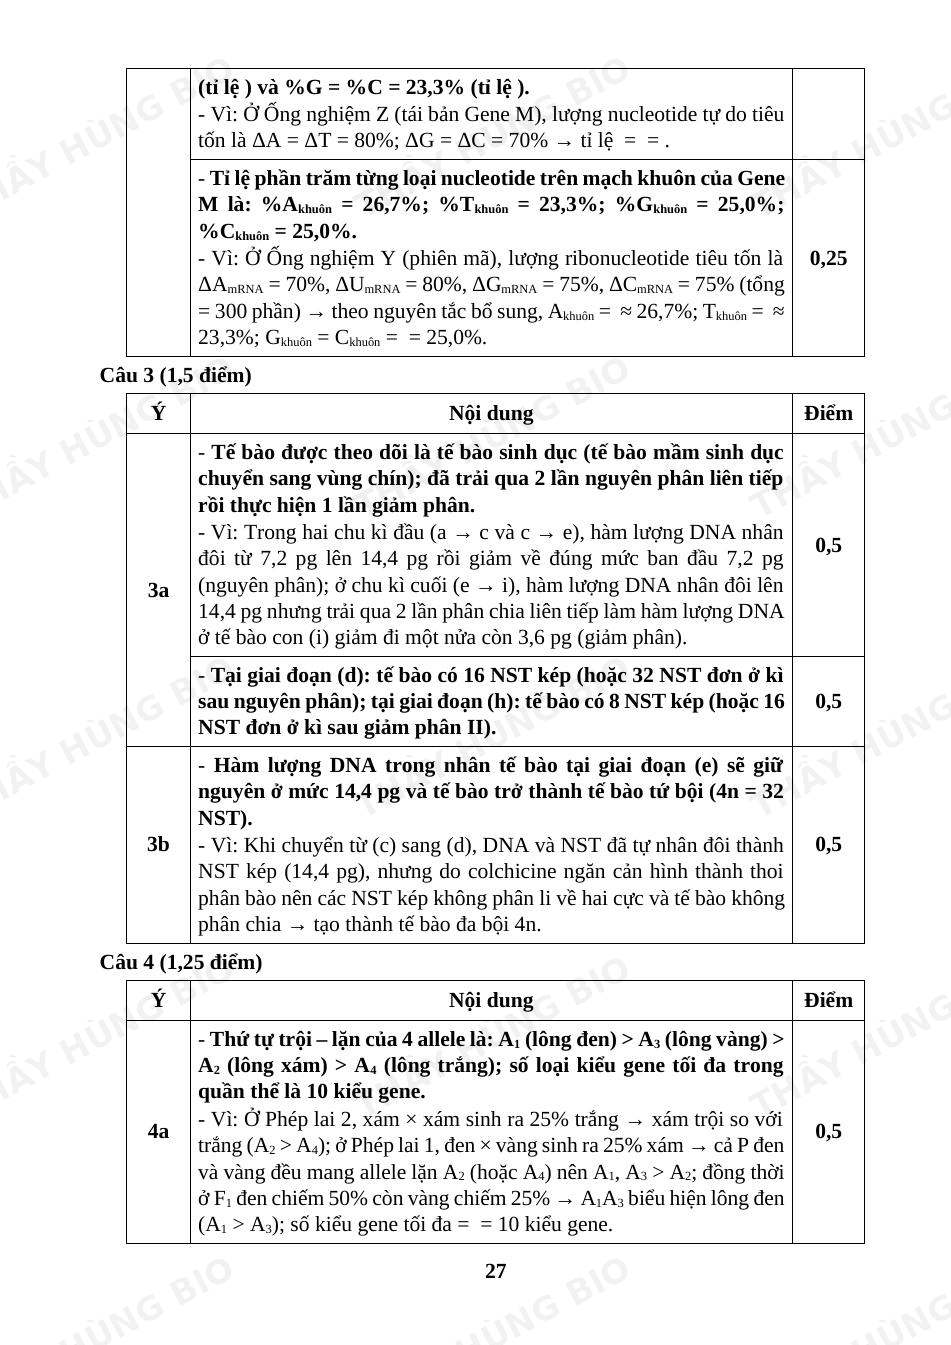 (tỉ lệ ) và %G = %C = 23,3% (tỉ lệ ).
- Vì: Ở Ống nghiệm Z (tái bản Gene M), lượng nucleotide tự do tiêu
tốn là ΔA = ΔT = 80%; ΔG = ΔC = 70% → tỉ lệ = = .
- Tỉ lệ phần trăm từng loại nucleotide trên mạch khuôn của Gene
M là: %Akhuôn = 26,7%; %Tkhuôn = 23,3%; %Gkhuôn = 25,0%;
%Ckhuôn = 25,0%.
- Vì: Ở Ống nghiệm Y (phiên mã), lượng ribonucleotide tiêu tốn là
ΔAmRNA = 70%, ΔUmRNA = 80%, ΔGmRNA = 75%, ΔCmRNA = 75% (tổng
= 300 phần) → theo nguyên tắc bổ sung, Akhuôn = ≈ 26,7%; Tkhuôn = ≈
23,3%; Gkhuôn = Ckhuôn = = 25,0%.
0,25
Câu 3 (1,5 điểm)
Ý Nội dung Điểm
3a
- Tế bào được theo dõi là tế bào sinh dục (tế bào mầm sinh dục
chuyển sang vùng chín); đã trải qua 2 lần nguyên phân liên tiếp
rồi thực hiện 1 lần giảm phân.
- Vì: Trong hai chu kì đầu (a → c và c → e), hàm lượng DNA nhân
đôi từ 7,2 pg lên 14,4 pg rồi giảm về đúng mức ban đầu 7,2 pg
(nguyên phân); ở chu kì cuối (e → i), hàm lượng DNA nhân đôi lên
14,4 pg nhưng trải qua 2 lần phân chia liên tiếp làm hàm lượng DNA
ở tế bào con (i) giảm đi một nửa còn 3,6 pg (giảm phân).
0,5
- Tại giai đoạn (d): tế bào có 16 NST kép (hoặc 32 NST đơn ở kì
sau nguyên phân); tại giai đoạn (h): tế bào có 8 NST kép (hoặc 16
NST đơn ở kì sau giảm phân II).
0,5
3b
- Hàm lượng DNA trong nhân tế bào tại giai đoạn (e) sẽ giữ
nguyên ở mức 14,4 pg và tế bào trở thành tế bào tứ bội (4n = 32
NST).
- Vì: Khi chuyển từ (c) sang (d), DNA và NST đã tự nhân đôi thành
NST kép (14,4 pg), nhưng do colchicine ngăn cản hình thành thoi
phân bào nên các NST kép không phân li về hai cực và tế bào không
phân chia → tạo thành tế bào đa bội 4n.
0,5
Câu 4 (1,25 điểm)
Ý Nội dung Điểm
4a
- Thứ tự trội – lặn của 4 allele là: A1 (lông đen) > A3 (lông vàng) >
A2 (lông xám) > A4 (lông trắng); số loại kiểu gene tối đa trong
quần thể là 10 kiểu gene.
- Vì: Ở Phép lai 2, xám × xám sinh ra 25% trắng → xám trội so với
trắng (A2 > A4); ở Phép lai 1, đen × vàng sinh ra 25% xám → cả P đen
và vàng đều mang allele lặn A2 (hoặc A4) nên A1, A3 > A2; đồng thời
ở F1 đen chiếm 50% còn vàng chiếm 25% → A1A3 biểu hiện lông đen
(A1 > A3); số kiểu gene tối đa = = 10 kiểu gene.
0,5
27
THẦY HÙNG BIO